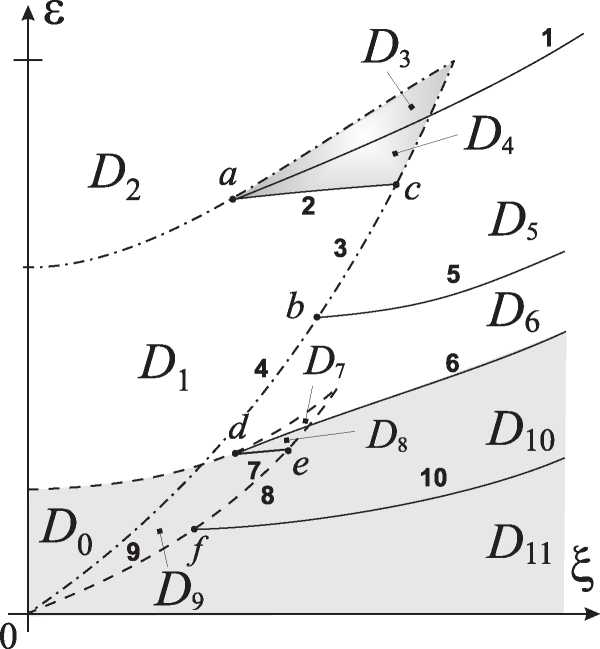 ε
1
D₃
D₄
D₂
a
c
2
D₅
3
5
b
D₆
D₁
4
D₇
6
d
D₈
D₁₀
7
e
8
10
D₀
9
f
D₁₁
D₉
ξ
0